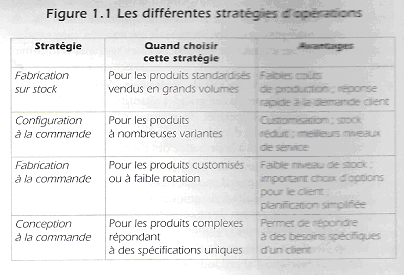 Figure 1.1 Les différentes stratégies d'opérations
Stratégie
Quand choisir
cette stratégie
Avantages
Fabrication
sur stock
Pour les produits standardisés
vendus en grands volumes
Faibles coûts
de production ; réponse
rapide à la demande client
Configuration
à la commande
Pour les produits
à nombreuses variantes
Customisation ; stock
réduit ; meilleurs niveaux
de service
Fabrication
à la commande
Pour les produits customisés
ou à faible rotation
Faible niveau de stock ;
important choix d'options
pour le client ;
planification simplifiée
Conception
à la commande
Pour les produits complexes
répondant
à des spécifications uniques
Permet de répondre
à des besoins spécifiques
d'un client